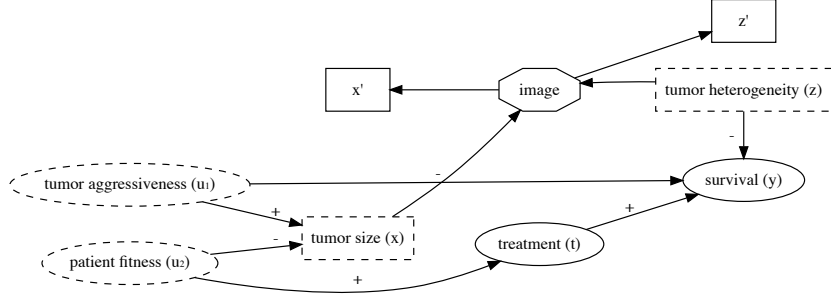 z'
x'
image
tumor heterogeneity (z)
-
-
tumor aggressiveness (u₁)
survival (y)
+
+
tumor size (x)
treatment (t)
-
patient fitness (u₂)
+